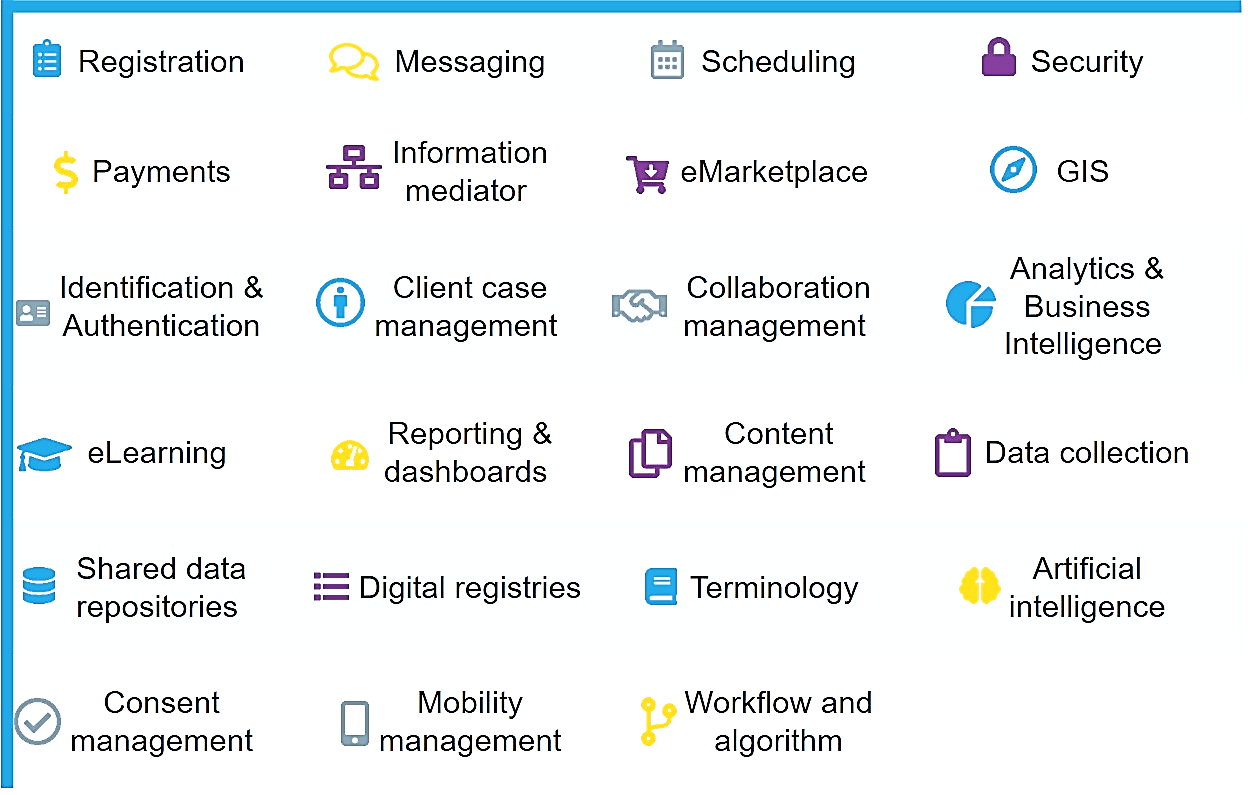 Registration
Messaging
Scheduling
Security
Payments
Information
mediator
eMarketplace
GIS
Identification &
Authentication
Client case
management
Collaboration
management
Analytics &
Business
Intelligence
eLearning
Reporting &
dashboards
Content
management
Data collection
Shared data
repositories
Digital registries
Terminology
Artificial
intelligence
Consent
management
Mobility
management
Workflow and
algorithm